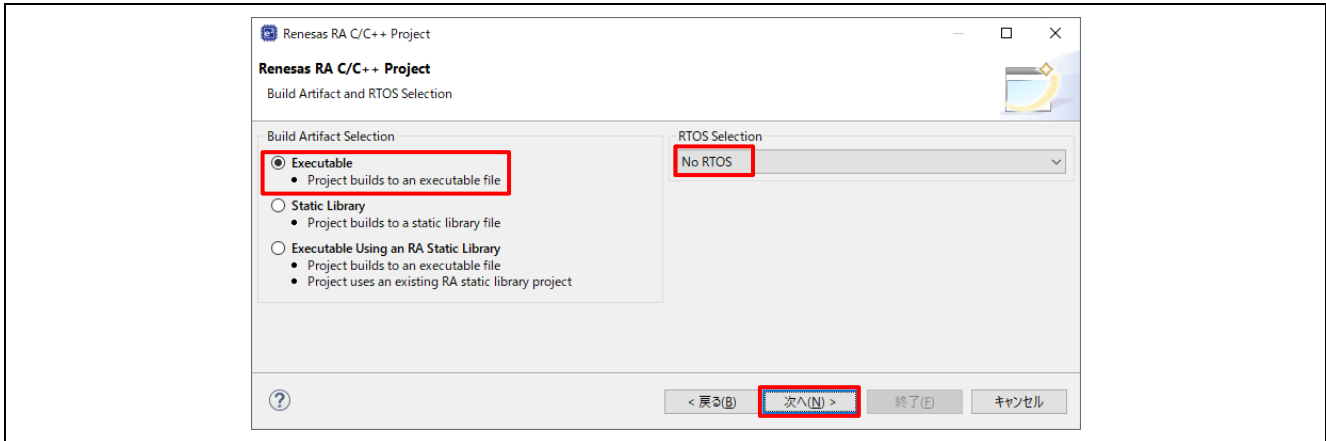 Renesas RA C/C++ Project
Renesas RA C/C++ Project
Build Artifact and RTOS Selection
Build Artifact Selection
Executable
• Project builds to an executable file
Static Library
• Project builds to a static library file
Executable Using an RA Static Library
• Project builds to an executable file
• Project uses an existing RA static library project
RTOS Selection
No RTOS
< 戻る(B)
次へ(N) >
終了(F)
キャンセル